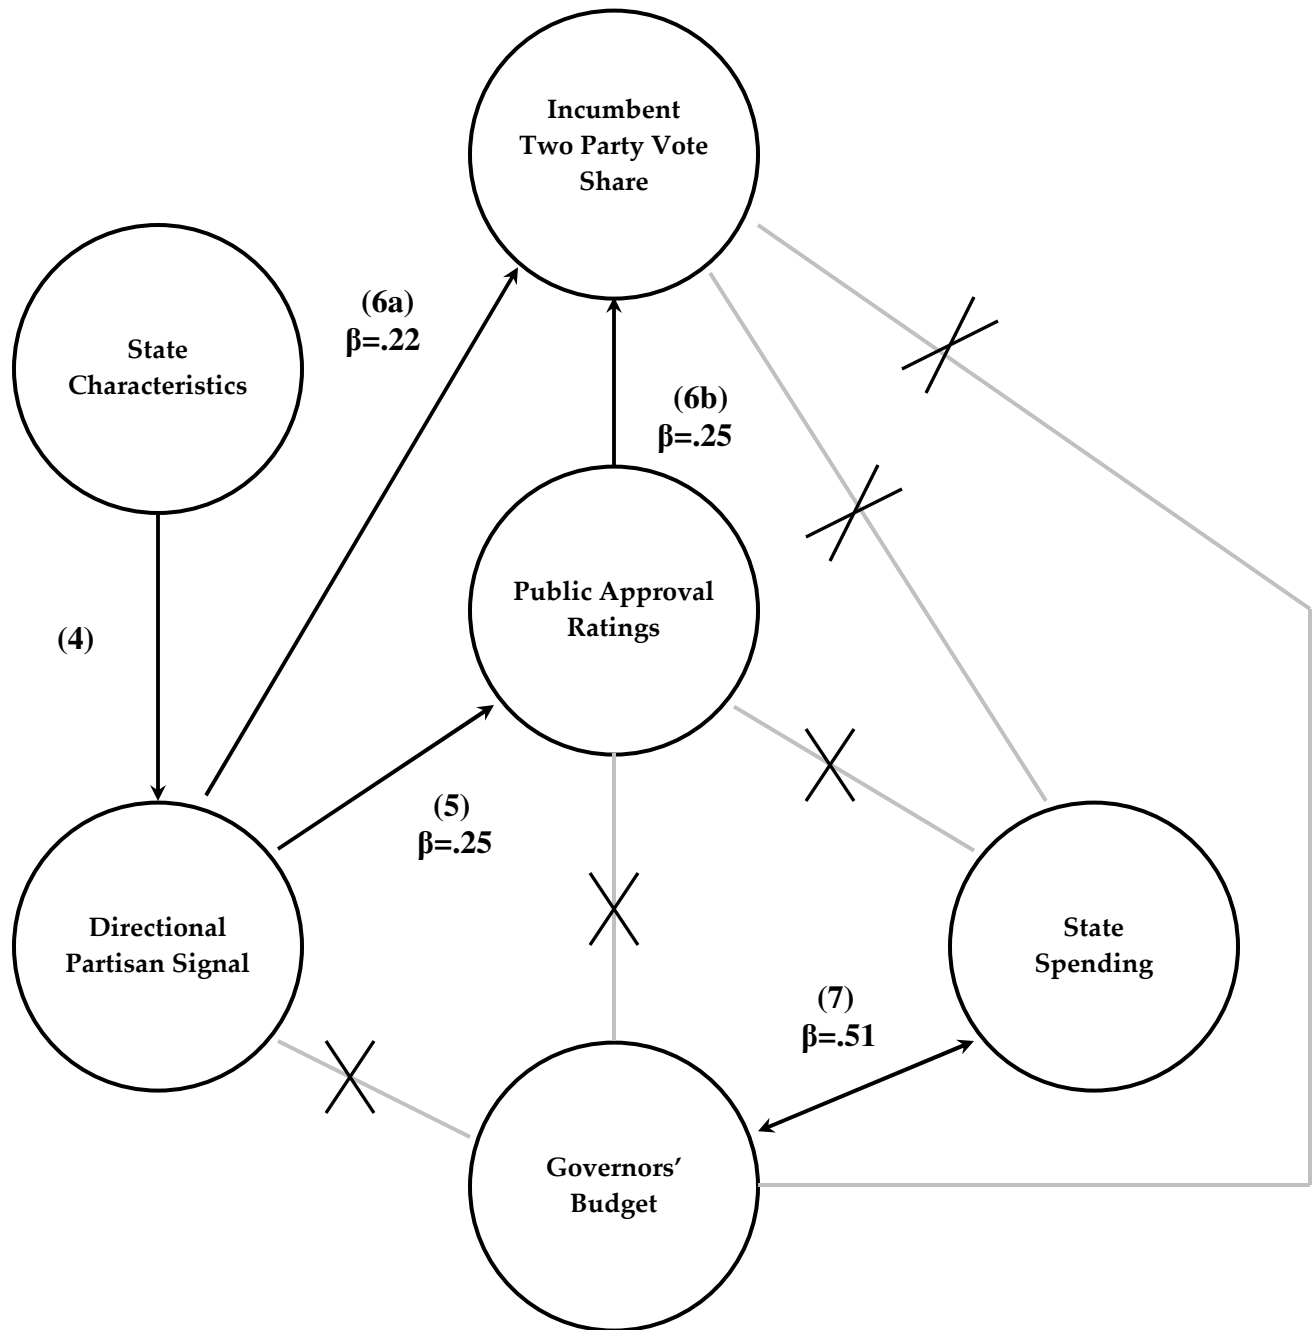 Incumbent
Two Party Vote
Share
State
Characteristics
(6a)
β=.22
(6b)
β=.25
Public Approval
Ratings
(4)
(5)
β=.25
Directional
Partisan Signal
State
Spending
(7)
β=.51
Governors’
Budget